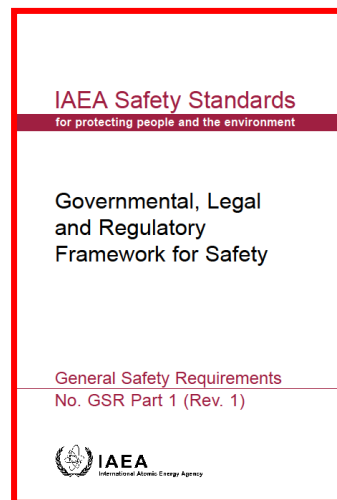 IAEA Safety Standards
for protecting people and the environment
Governmental, Legal
and Regulatory
Framework for Safety
General Safety Requirements
No. GSR Part 1 (Rev. 1)
IAEA
International Atomic Energy Agency